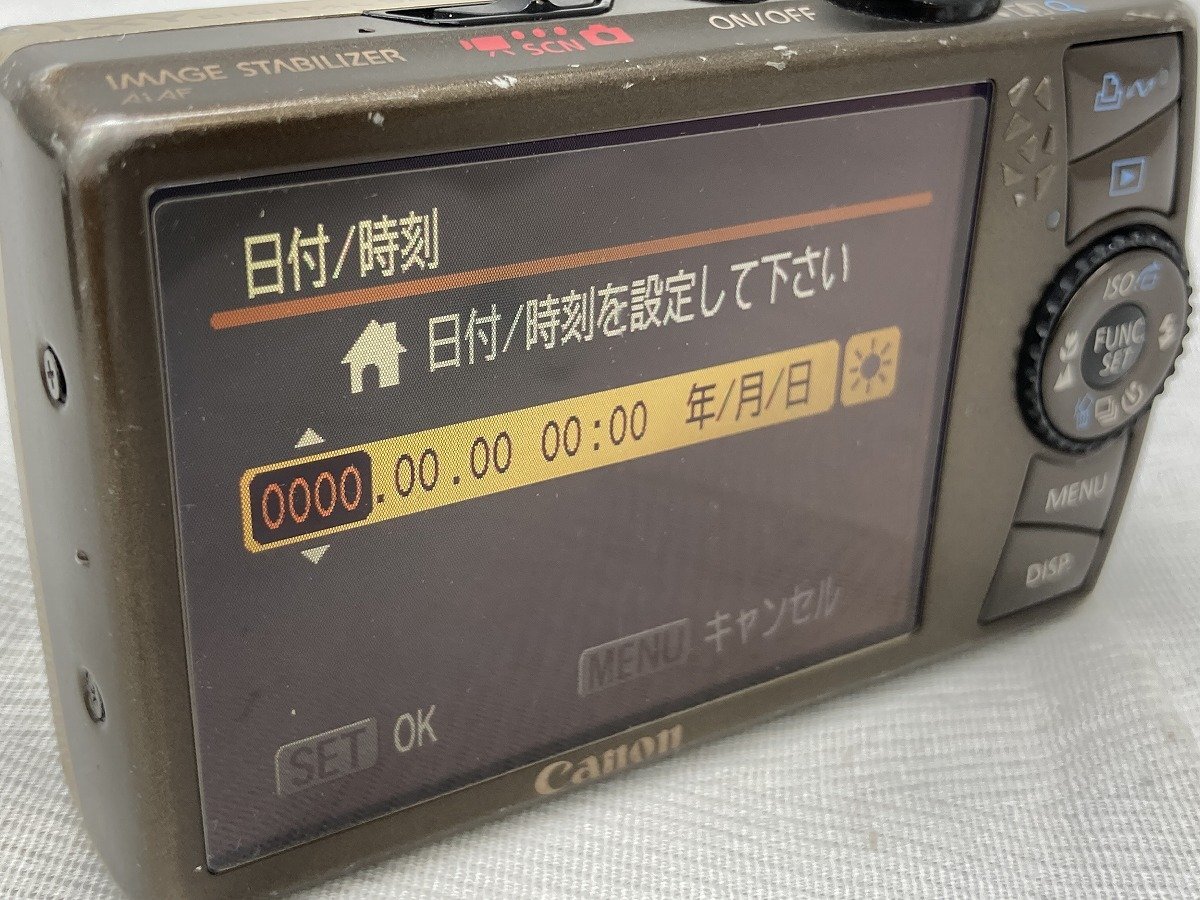 IMAGE STABILIZER
AiAF
SCN
ON/OFF
日付/時刻
日付/時刻を設定して下さい
0000.00.00 00:00 年/月/日
MENU キャンセル
SET OK
Canon
ISO
FUNC.
SET
MENU
DISP.